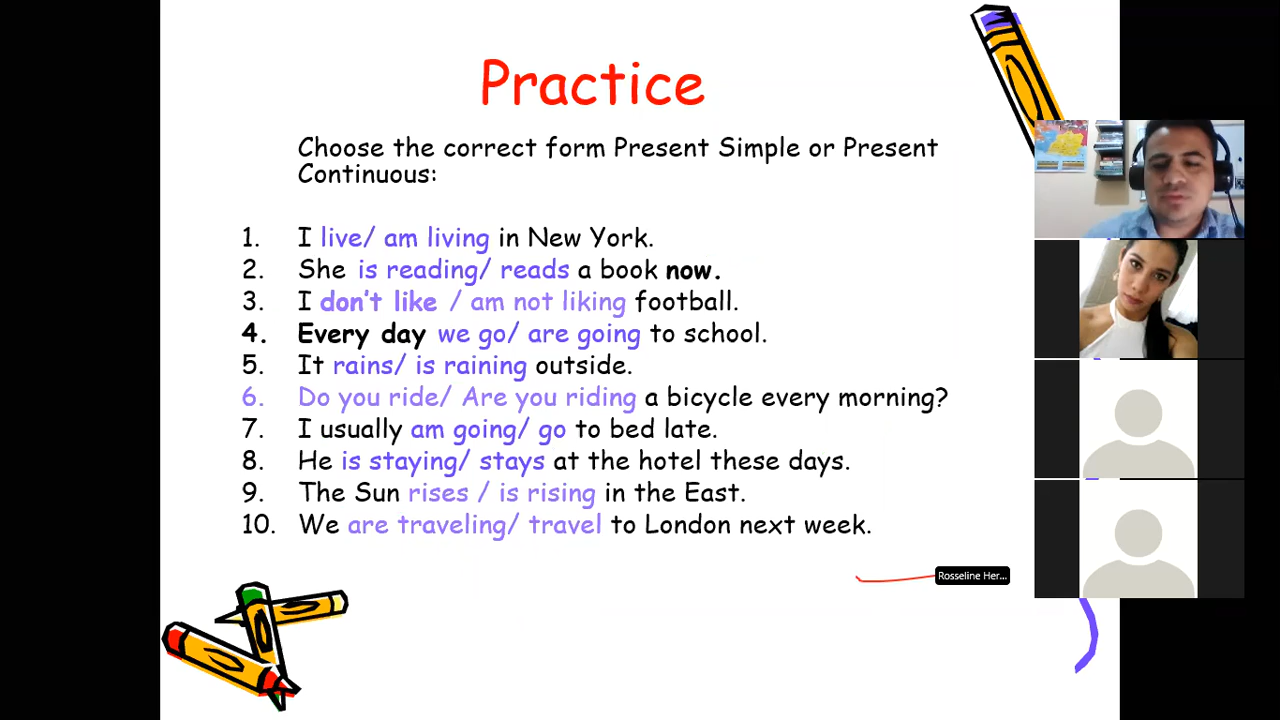 Practice
Choose the correct form Present Simple or Present
Continuous:
1. I live/ am living in New York.
2. She is reading/ reads a book now.
3. I don't like / am not liking football.
4. Every day we go/ are going to school.
5. It rains/ is raining outside.
6. Do you ride/ Are you riding a bicycle every morning?
7. I usually am going/ go to bed late.
8. He is staying/ stays at the hotel these days.
9. The Sun rises / is rising in the East.
10. We are traveling/ travel to London next week.
Rosseline Her...